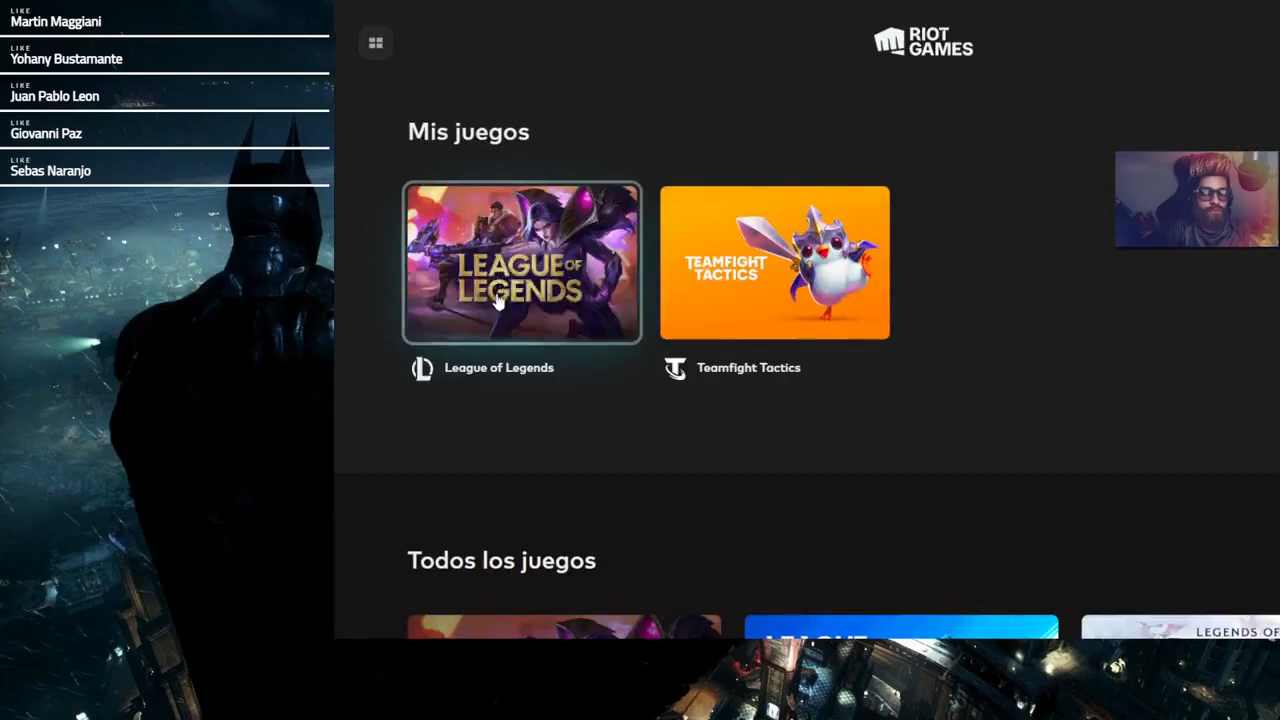 LIKE
Martin Maggiani
LIKE
Yohany Bustamante
LIKE
Juan Pablo Leon
LIKE
Giovanni Paz
LIKE
Sebas Naranjo
RIOT
GAMES
Mis juegos
LEAGUE OF
LEGENDS
TEAMFIGHT
TACTICS
League of Legends
Teamfight Tactics
Todos los juegos
LEAGUE
LEGENDS OF